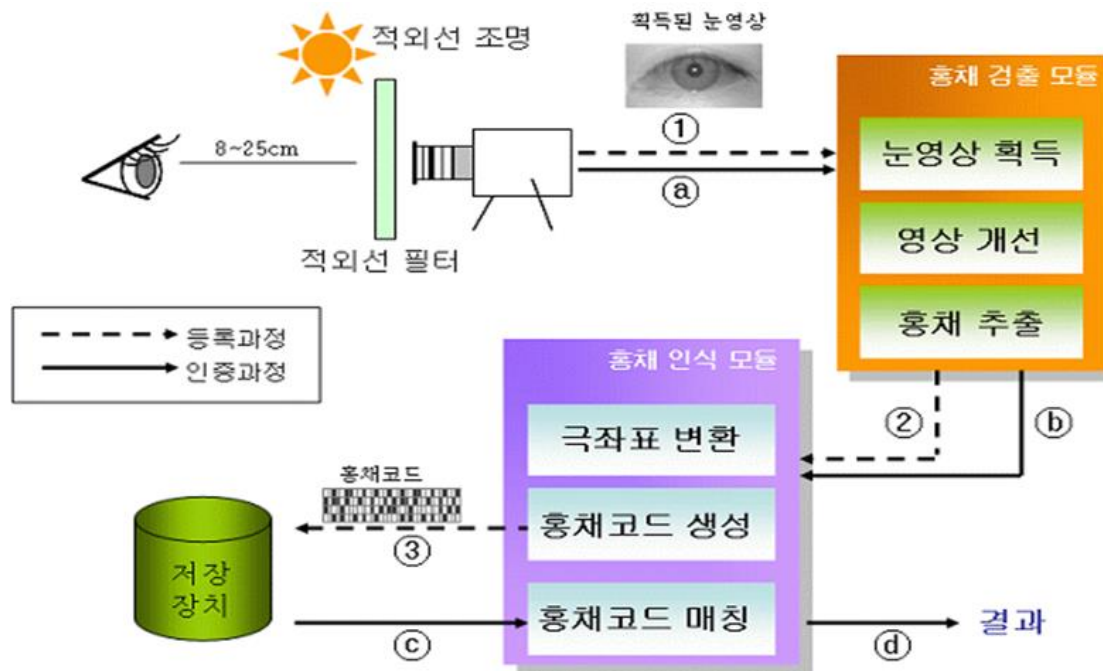 적외선 조명
획득된 눈영상
홍채 검출 모듈
①
눈영상 획득
8~25cm
ⓐ
영상 개선
적외선 필터
홍채 추출
등록과정
인증과정
홍채 인식 모듈
②
ⓑ
극좌표 변환
홍채코드
홍채코드 생성
③
저장
장치
홍채코드 매칭
ⓒ
ⓓ
결과